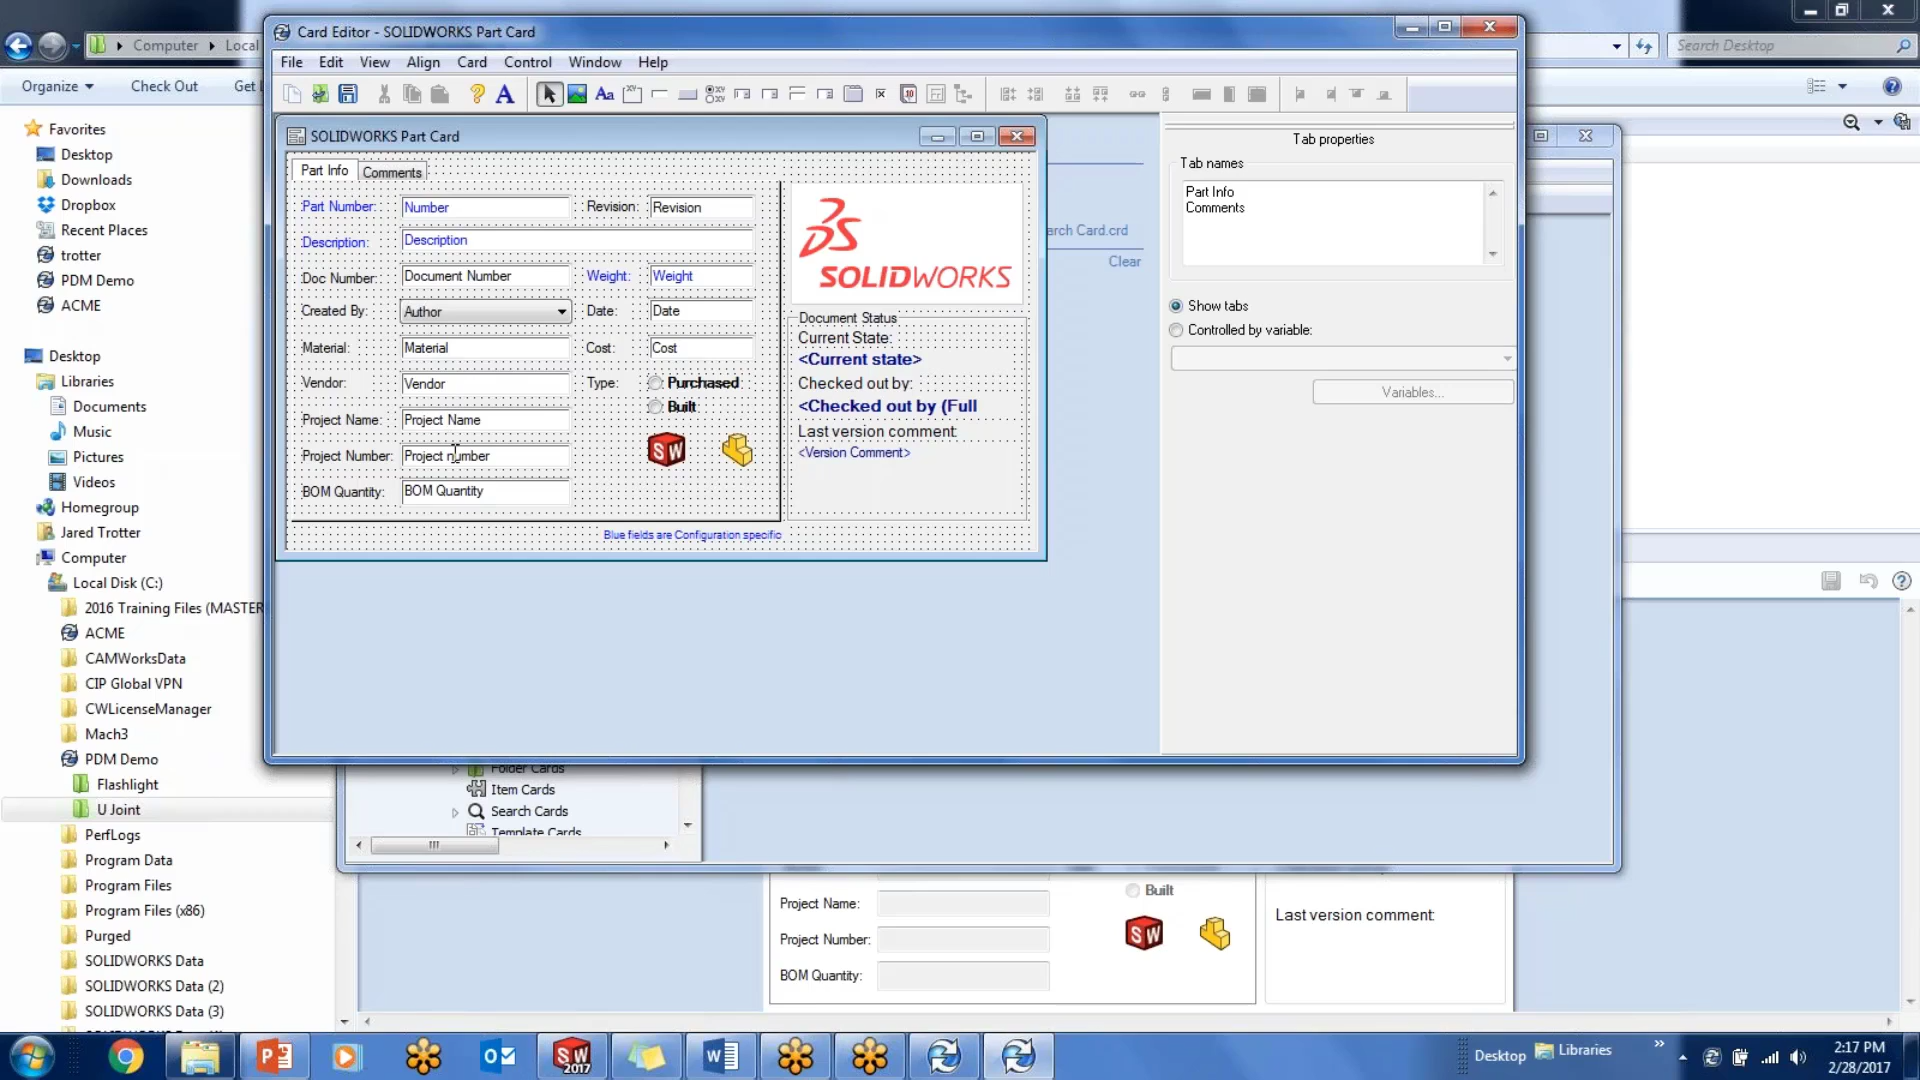 Card Editor - SOLIDWORKS Part Card
Computer
Local
Search Desktop
File Edit View Align Card Control Window Help
Organize
Check Out
SOLIDWORKS Part Card
Part Info
Comments
Part Number:
Number
Revision:
Revision
Description:
Description
Doc Number:
Document Number
Weight:
Weight
Created By:
Author
Date:
Date
Material:
Material
Cost:
Cost
Vendor:
Vendor
Type:
Purchased
Built
Project Name:
Project Name
Project Number:
Project number
BOM Quantity:
BOM Quantity
SW
Blue fields are Configuration specific
SOLIDWORKS
Document Status
Current State:
<Current state>
Checked out by:
<Checked out by (Full
Last version comment:
<Version Comment>
arch Card.crd
Clear
Tab properties
Tab names
Part Info
Comments
Show tabs
Controlled by variable:
Variables...
Favorites
Desktop
Downloads
Dropbox
Recent Places
trotter
PDM Demo
ACME
Desktop
Libraries
Documents
Music
Pictures
Videos
Homegroup
Jared Trotter
Computer
Local Disk (C:)
2016 Training Files (MASTER
ACME
CAMWorksData
CIP Global VPN
CWLicenseManager
Mach3
PDM Demo
Flashlight
U Joint
PerfLogs
Program Data
Program Files
Program Files (x86)
Purged
SOLIDWORKS Data
SOLIDWORKS Data (2)
SOLIDWORKS Data (3)
Folder Cards
Item Cards
Search Cards
Template Cards
Built
Project Name:
Project Number:
BOM Quantity:
SW
Last version comment:
SW
2017
Desktop
Libraries
2:17 PM
2/28/2017